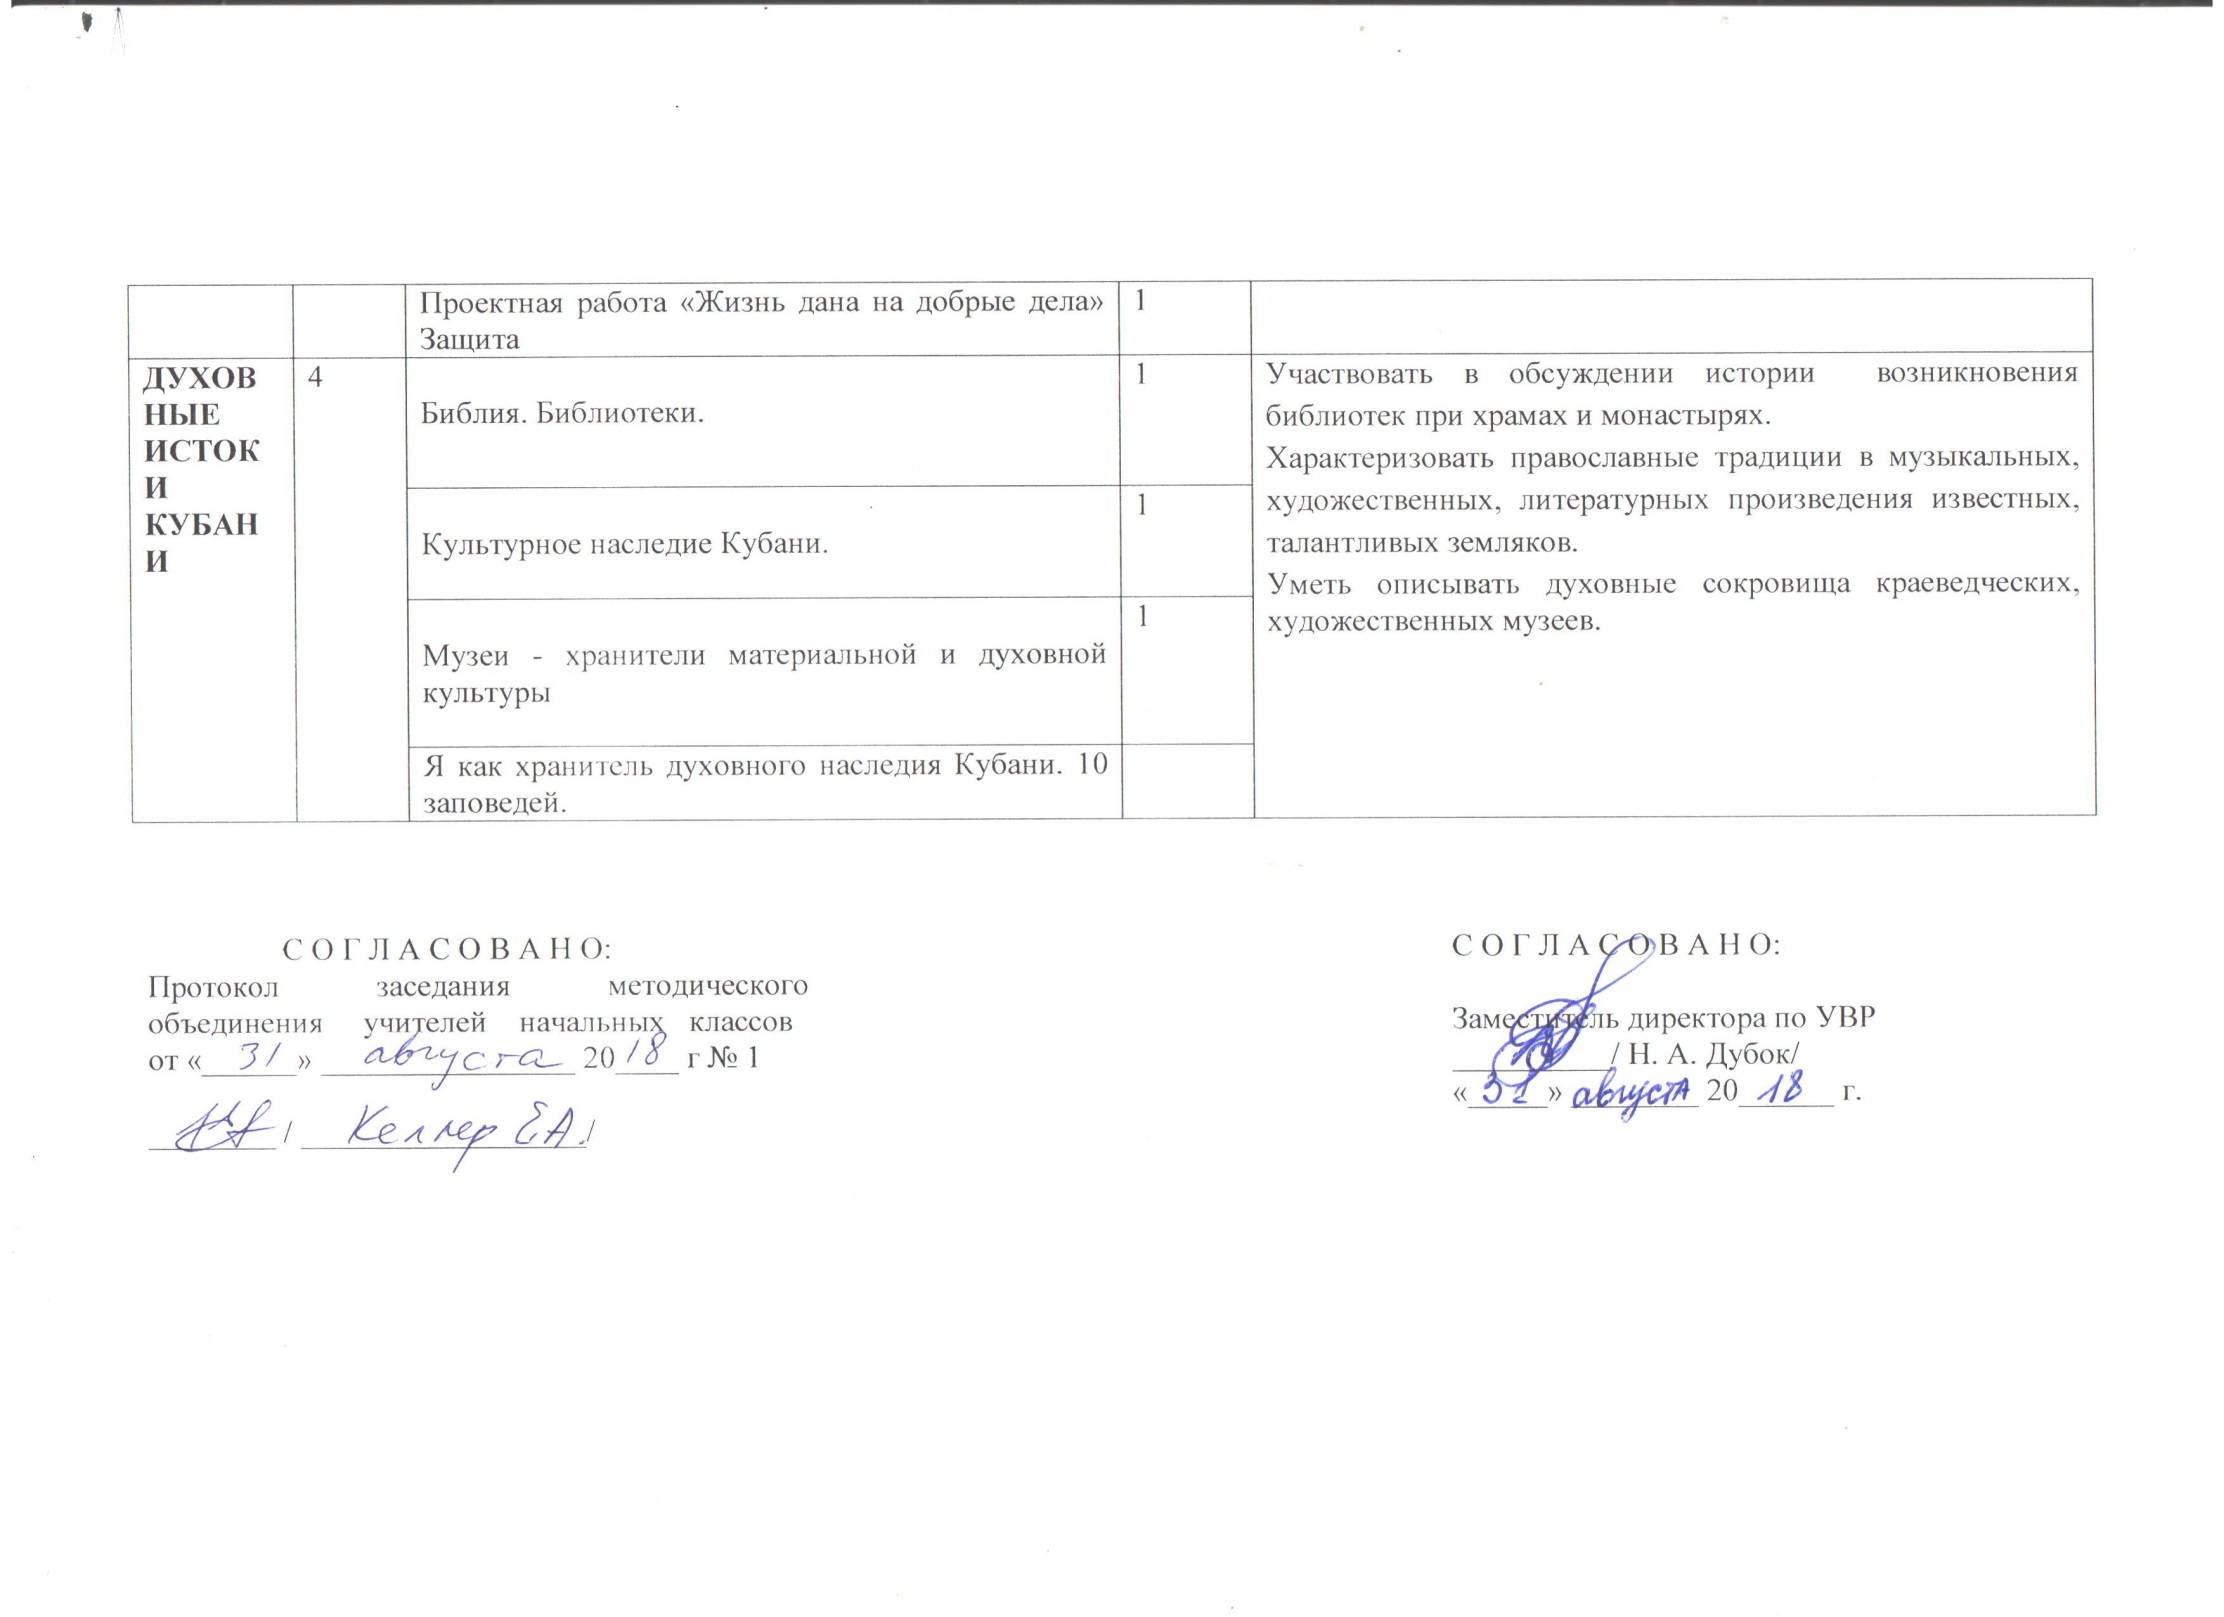 Проектная работа «Жизнь дана на добрые дела» 1
Защита
ДУХОВ 4 1 Участвовать в обсуждении истории возникновения
НЫЕ Библия. Библиотеки. библиотек при храмах и монастырях.
ИСТОК Характеризовать православные традиции в музыкальных,
И 1 художественных, литературных произведения известных,
КУБАН Культурное наследие Кубани. талантливых земляков.
И Уметь описывать духовные сокровища краеведческих,
1 художественных музеев.
Музеи - хранители материальной и духовной
культуры
Я как хранитель духовного наследия Кубани. 10
заповедей.
С О Г Л А С О В А Н О:
Протокол заседания методического
объединения учителей начальных классов
от «31» августа 2018 г № 1
/ Келлер Е.А./
С О Г Л А С О В А Н О:
Заместитель директора по УВР
/ Н. А. Дубок/
«31» августа 2018 г.